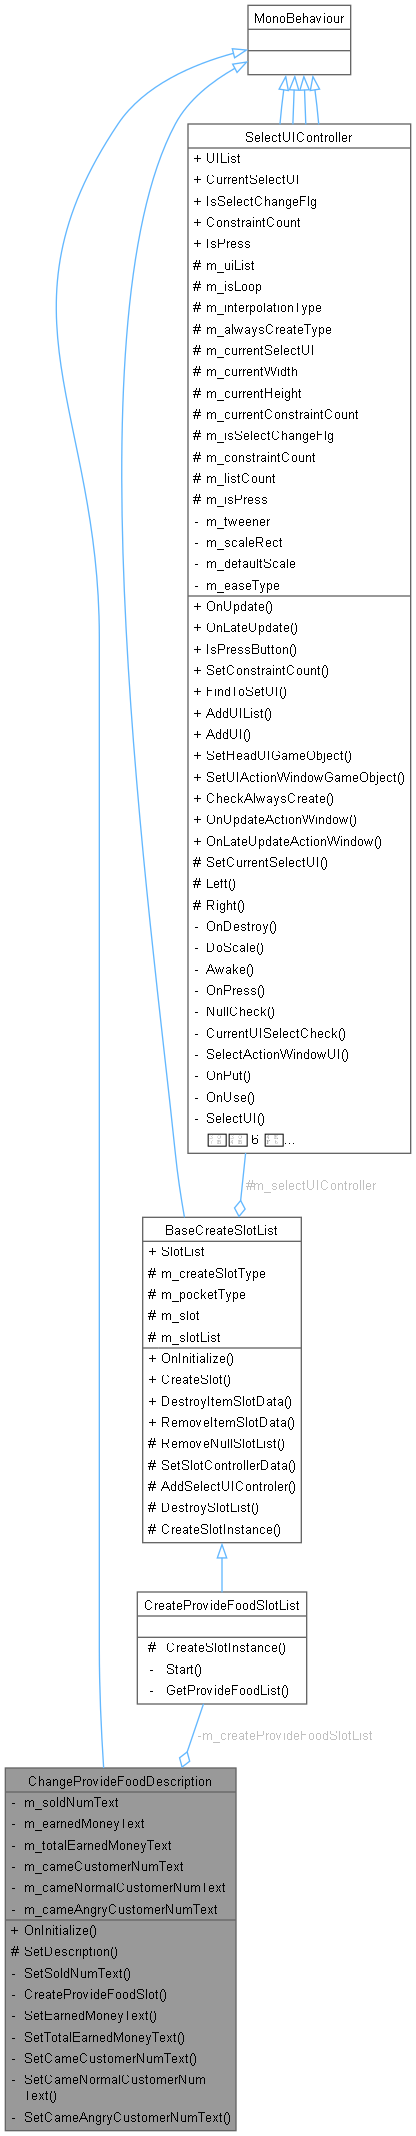 MonoBehaviour
SelectUIController
+ UIList
+ CurrentSelectUI
+ IsSelectChangeFlg
+ ConstraintCount
+ IsPress
# m_uiList
# m_isLoop
# m_interpolationType
# m_alwaysCreateType
# m_currentSelectUI
# m_currentWidth
# m_currentHeight
# m_currentConstraintCount
# m_isSelectChangeFlg
# m_constraintCount
# m_listCount
# m_isPress
- m_tweener
- m_scaleRect
- m_defaultScale
- m_easeType
+ OnUpdate()
+ OnLateUpdate()
+ IsPressButton()
+ SetConstraintCount()
+ FindToSetUI()
+ AddUIList()
+ AddUI()
+ SetHeadUIGameObject()
+ SetUIActionWindowGameObject()
+ CheckAlwaysCreate()
+ OnUpdateActionWindow()
+ OnLateUpdateActionWindow()
# SetCurrentSelectUI()
# Left()
# Right()
- OnDestroy()
- DoScale()
- Awake()
- OnPress()
- NullCheck()
- CurrentUISelectCheck()
- SelectActionWindowUI()
- OnPut()
- OnUse()
- SelectUI()
6 ...
#m_selectUIController
BaseCreateSlotList
+ SlotList
# m_createSlotType
# m_pocketType
# m_slot
# m_slotList
+ OnInitialize()
+ CreateSlot()
+ DestroyItemSlotData()
+ RemoveItemSlotData()
# RemoveNullSlotList()
# SetSlotControllerData()
# AddSelectUIControler()
# DestroySlotList()
# CreateSlotInstance()
CreateProvideFoodSlotList
# CreateSlotInstance()
- Start()
- GetProvideFoodList()
-m_createProvideFoodSlotList
ChangeProvideFoodDescription
- m_soldNumText
- m_earnedMoneyText
- m_totalEarnedMoneyText
- m_cameCustomerNumText
- m_cameNormalCustomerNumText
- m_cameAngryCustomerNumText
+ OnInitialize()
# SetDescription()
- SetSoldNumText()
- CreateProvideFoodSlot()
- SetEarnedMoneyText()
- SetTotalEarnedMoneyText()
- SetCameCustomerNumText()
- SetCameNormalCustomerNum
Text()
- SetCameAngryCustomerNumText()